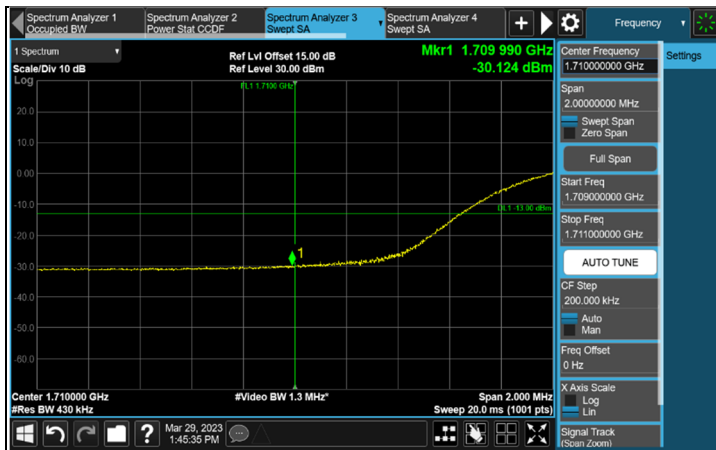 Spectrum Analyzer 1
Occupied BW
Spectrum Analyzer 2
Power Stat CCDF
Spectrum Analyzer 3
Swept SA
Spectrum Analyzer 4
Swept SA
+
Frequency
1 Spectrum
Scale/Div 10 dB
Log
Ref Lvl Offset 15.00 dB
Ref Level 30.00 dBm
Mkr1 1.709 990 GHz
-30.124 dBm
FL1 1.7100 GHz
20.0
10.0
0.00
-10.0
-20.0
-30.0
-40.0
-50.0
-60.0
DL1 -13.00 dBm
1
Center 1.710000 GHz
#Res BW 430 kHz
#Video BW 1.3 MHz*
Span 2.000 MHz
Sweep 20.0 ms (1001 pts)
Center Frequency
1.710000000 GHz
Settings
Span
2.00000000 MHz
Swept Span
Zero Span
Full Span
Start Freq
1.709000000 GHz
Stop Freq
1.711000000 GHz
AUTO TUNE
CF Step
200.000 kHz
Auto
Man
Freq Offset
0 Hz
X Axis Scale
Log
Lin
Signal Track
(Span Zoom)
?
Mar 29, 2023
1:45:35 PM